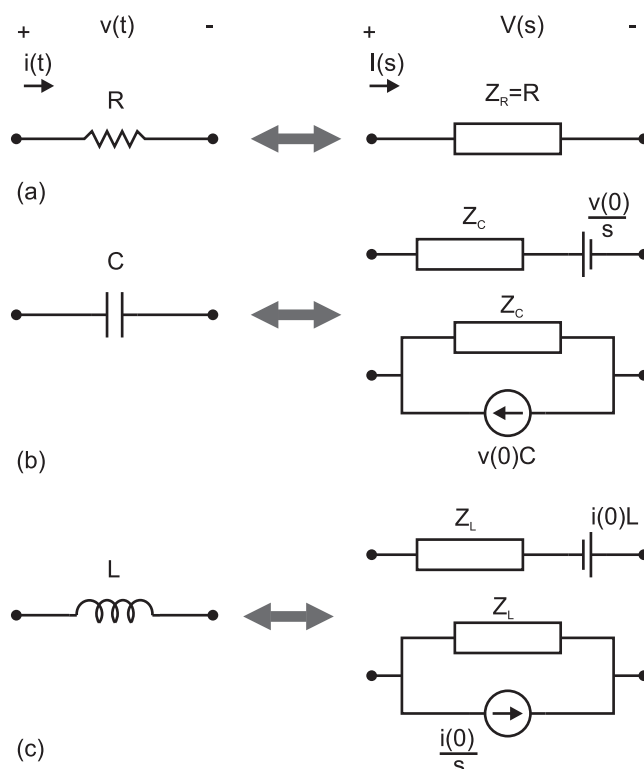 + v(t) - + V(s) -
i(t) I(s)
R Z_R=R
(a)
Z_C v(0)/s
C
Z_C
v(0)C
(b)
Z_L i(0)L
L
Z_L
i(0)/s
(c)